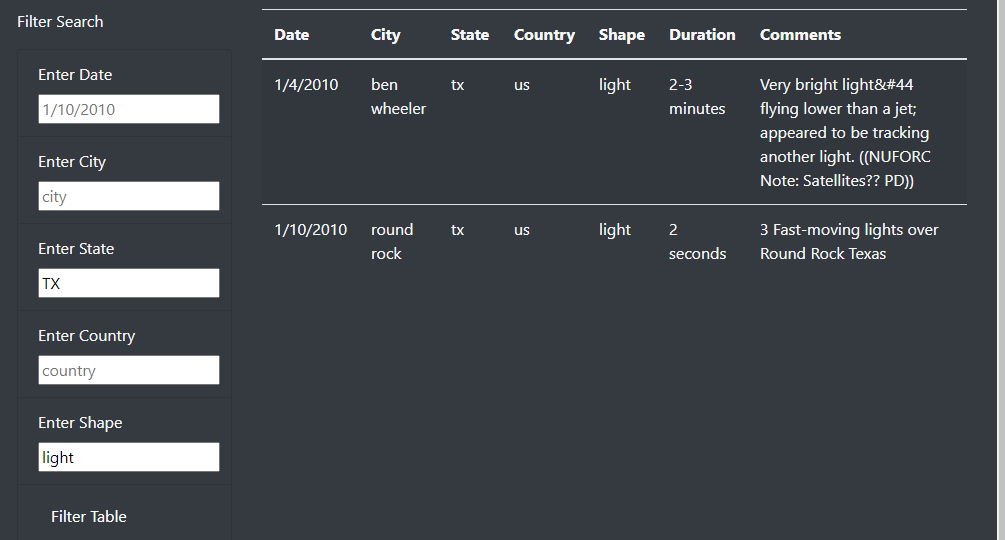 Filter Search
Enter Date
1/10/2010
Enter City
city
Enter State
TX
Enter Country
country
Enter Shape
light
Filter Table
Date City State Country Shape Duration Comments
1/4/2010 ben tx us light 2-3 Very bright light&#44
wheeler minutes flying lower than a jet;
appeared to be tracking
another light. ((NUFORC
Note: Satellites?? PD))
1/10/2010 round tx us light 2 3 Fast-moving lights over
rock seconds Round Rock Texas